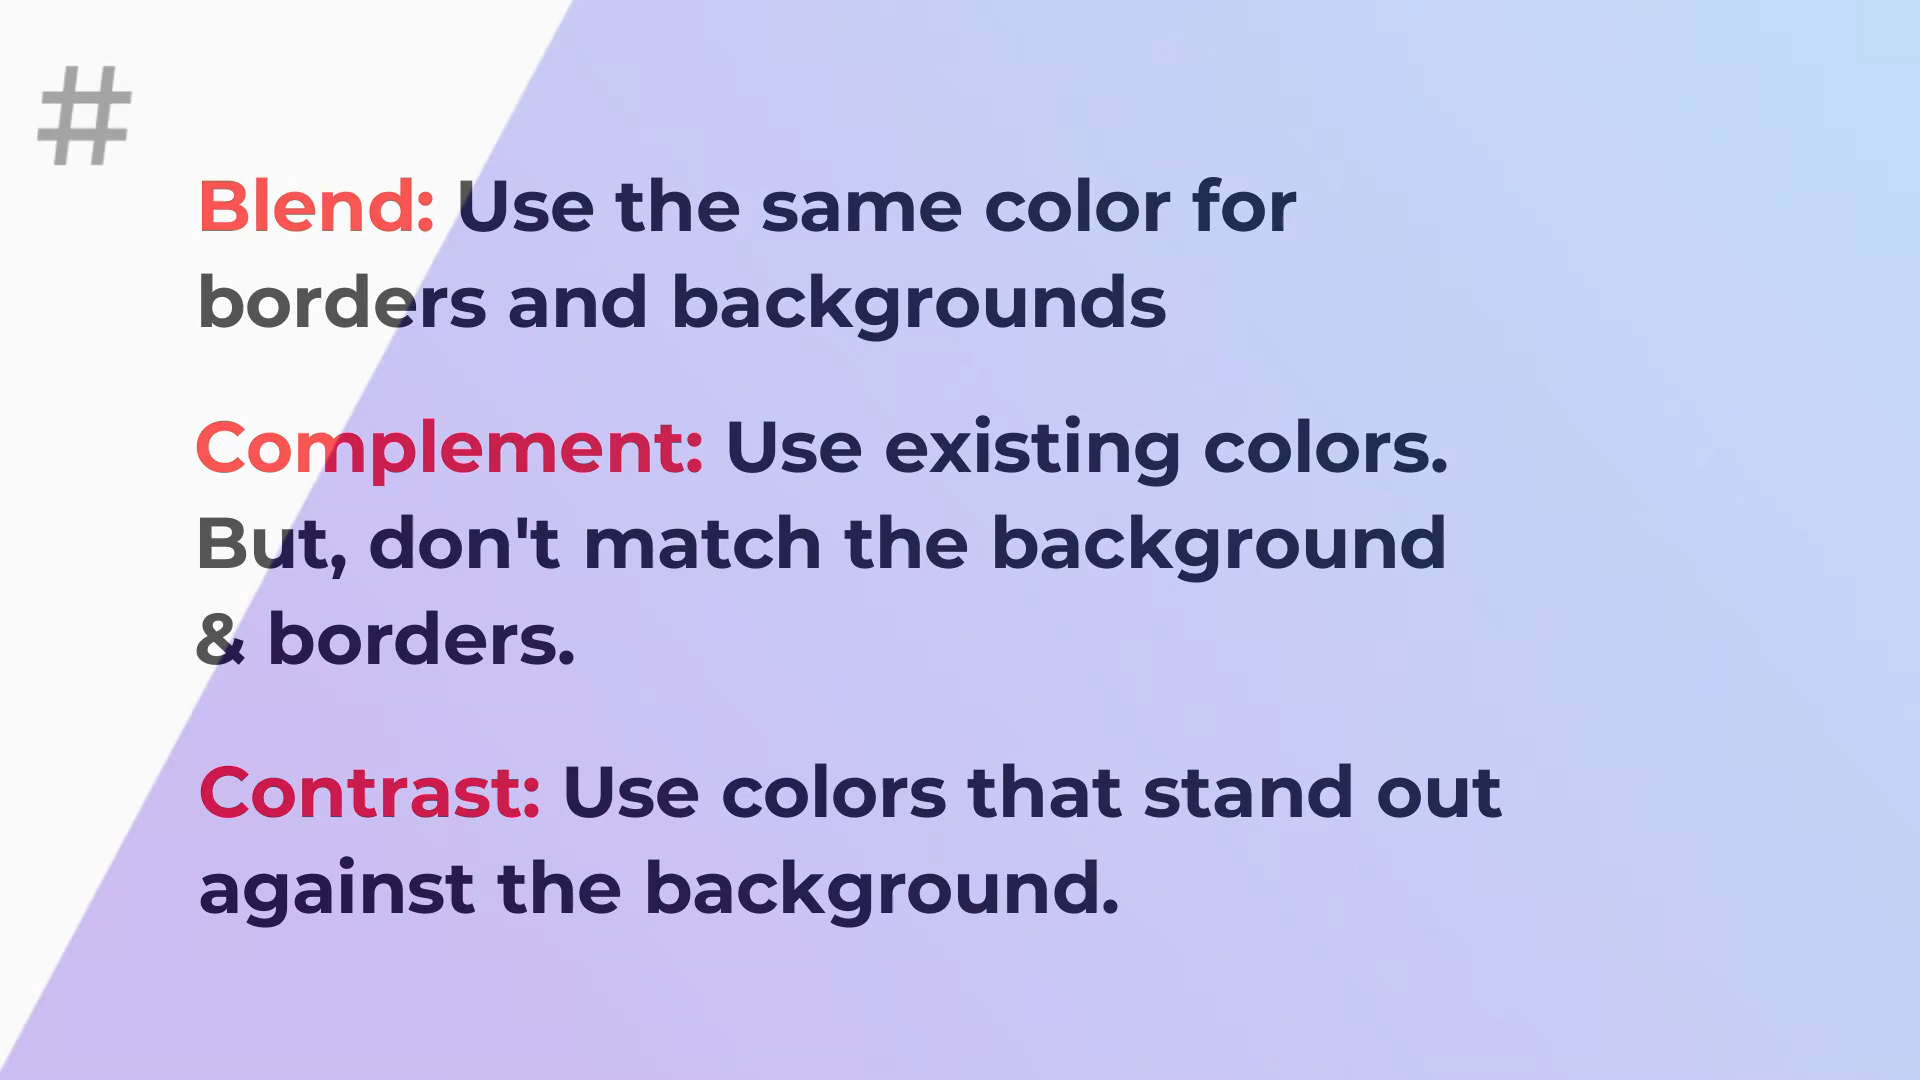 #
Blend: Use the same color for
borders and backgrounds
Complement: Use existing colors.
But, don't match the background
& borders.
Contrast: Use colors that stand out
against the background.